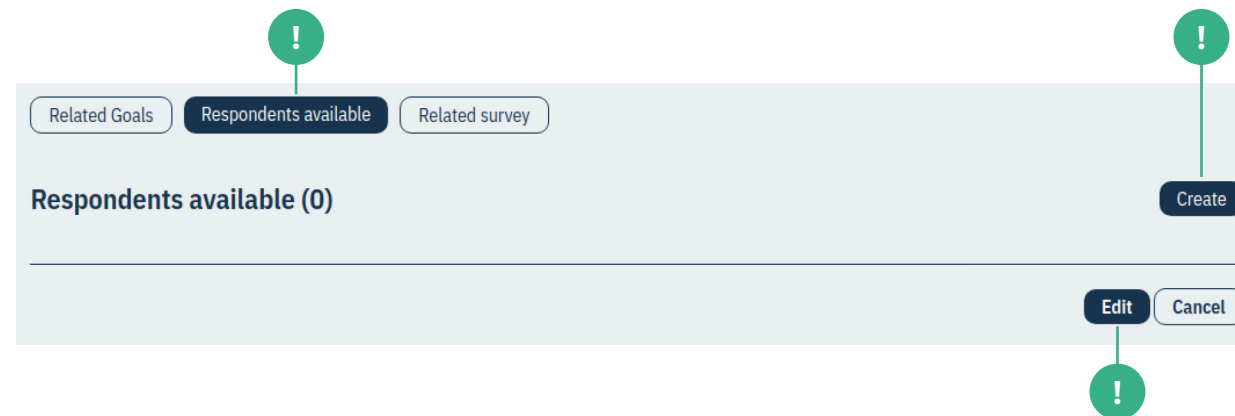 ! !
Related Goals Respondents available Related survey
Respondents available (0) Create
Edit Cancel
!